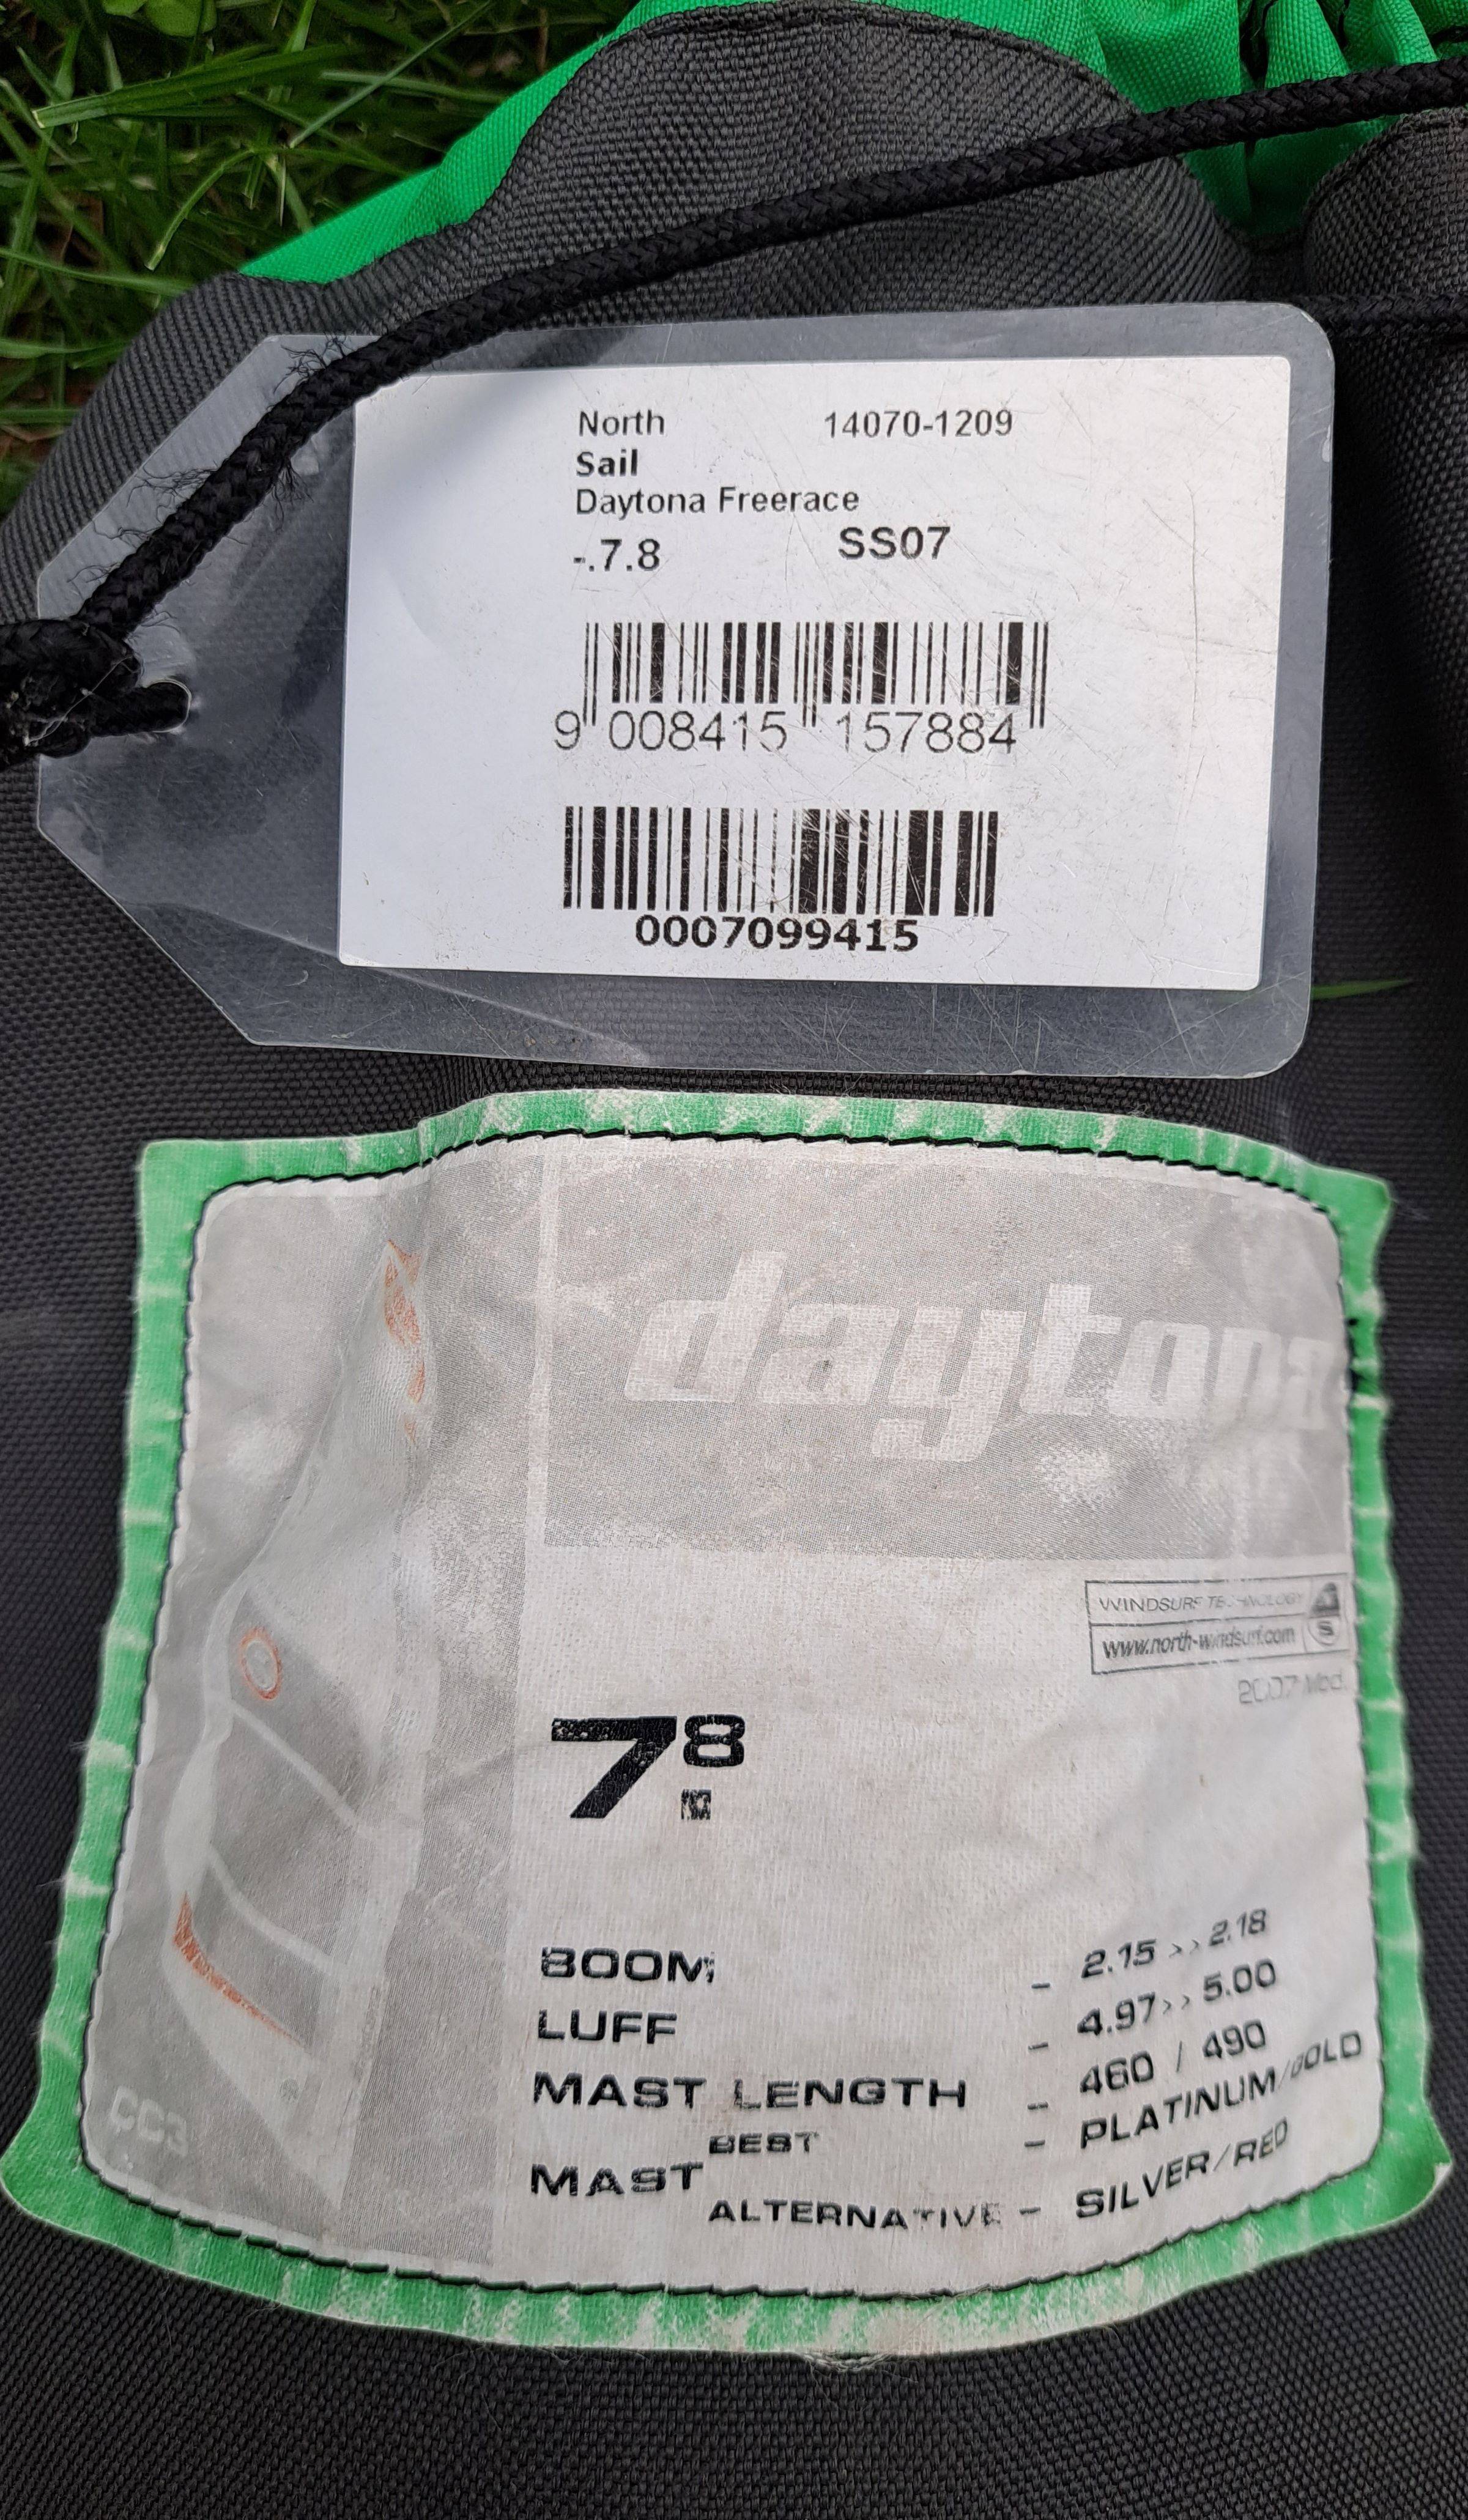 North 14070-1209
Sail
Daytona Freerace
-.7.8 SS07
9 008415 157884
0007099415
daytona
WINDSURF TECHNOLOGY
www.north-windsurf.com
S
2007 Mod.
7.8
BOOM - 2.15 >> 2.18
LUFF - 4.97 >> 5.00
MAST LENGTH - 460 / 490
BEST - PLATINUM/GOLD
MAST
ALTERNATIVE - SILVER/RED
CC3